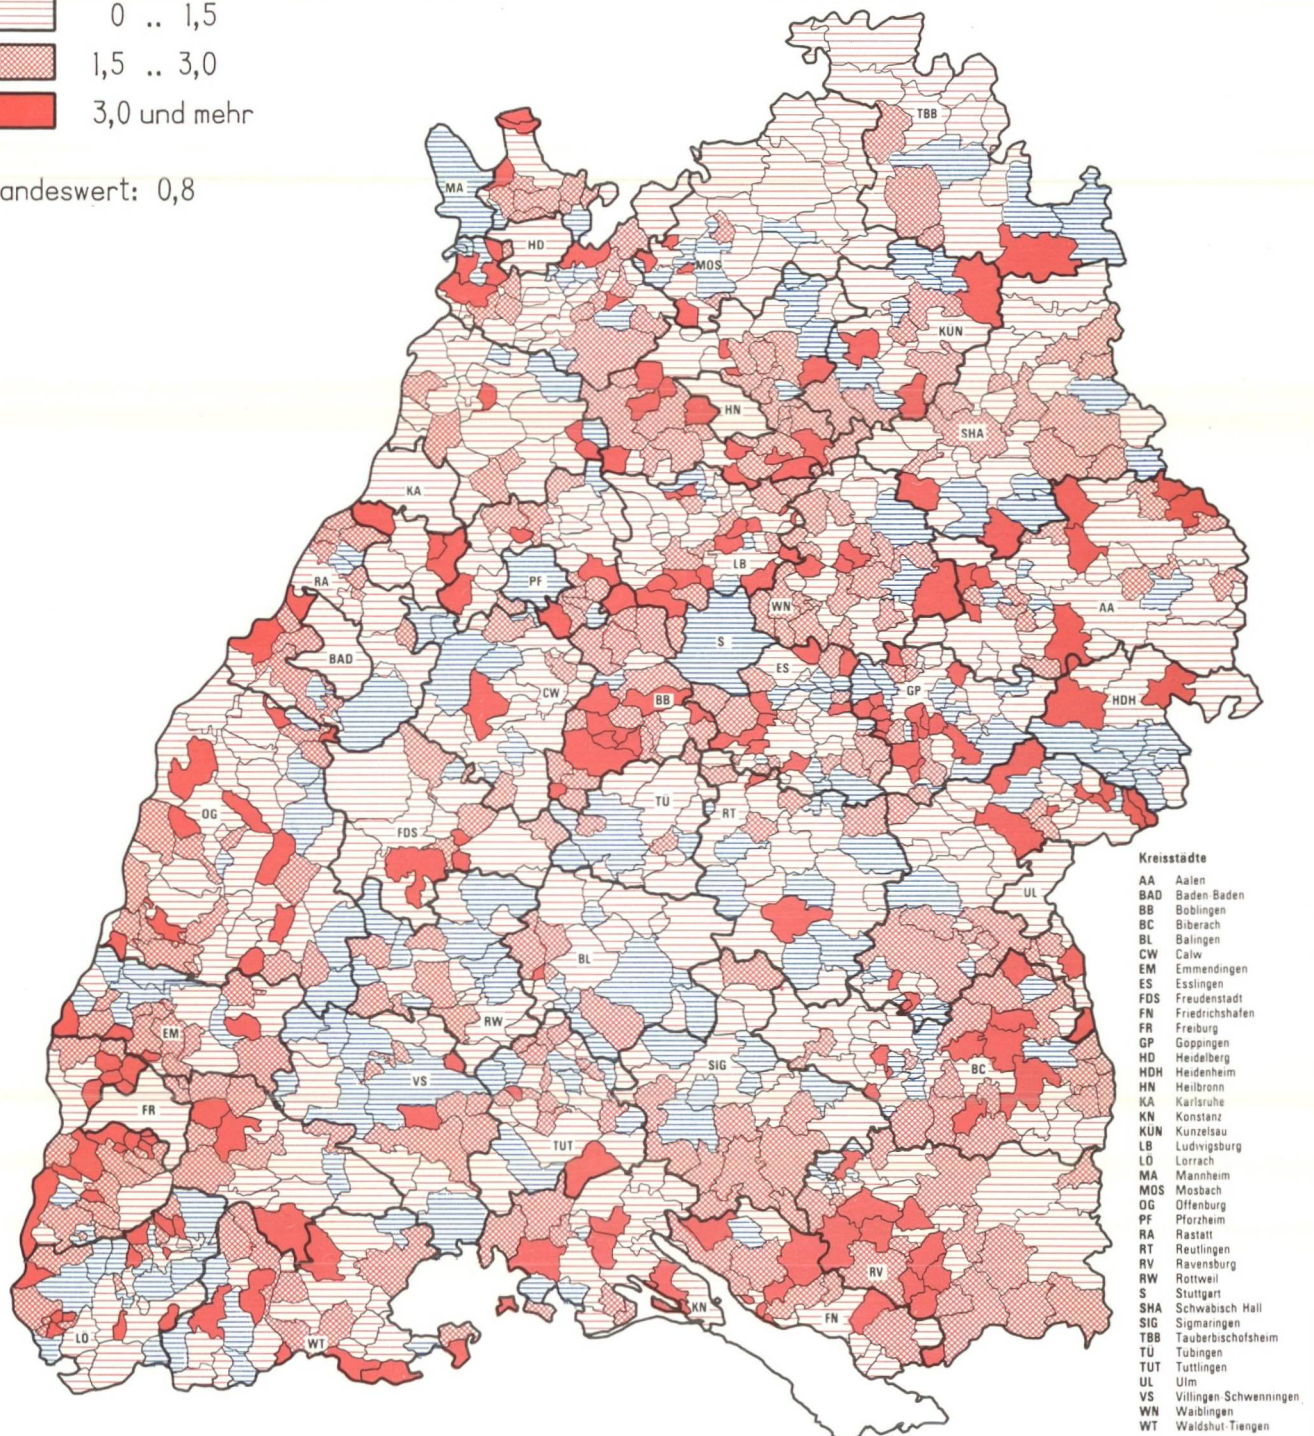 0 .. 1,5
1,5 .. 3,0
3,0 und mehr
andeswert: 0,8
TBB
MA
HD
MOS
KÜN
HN
SHA
KA
LB
PF
RA
WN
AA
S
BAD
ES
CW
BB
GP
HDH
TÜ
RT
OG
FDS
UL
BL
RW
EM
SIG
BC
VS
FR
TUT
RV
KN
FN
LÖ
WT
Kreisstädte
AA Aalen
BAD Baden-Baden
BB Boblingen
BC Biberach
BL Balingen
CW Calw
EM Emmendingen
ES Esslingen
FDS Freudenstadt
FN Friedrichshafen
FR Freiburg
GP Goppingen
HD Heidelberg
HDH Heidenheim
HN Heilbronn
KA Karlsruhe
KN Konstanz
KÜN Kunzelsau
LB Ludwigsburg
LÖ Lorrach
MA Mannheim
MOS Mosbach
OG Offenburg
PF Pforzheim
RA Rastatt
RT Reutlingen
RV Ravensburg
RW Rottweil
S Stuttgart
SHA Schwäbisch Hall
SIG Sigmaringen
TBB Tauberbischofsheim
TÜ Tübingen
TUT Tuttlingen
UL Ulm
VS Villingen-Schwenningen
WN Waiblingen
WT Waldshut-Tiengen